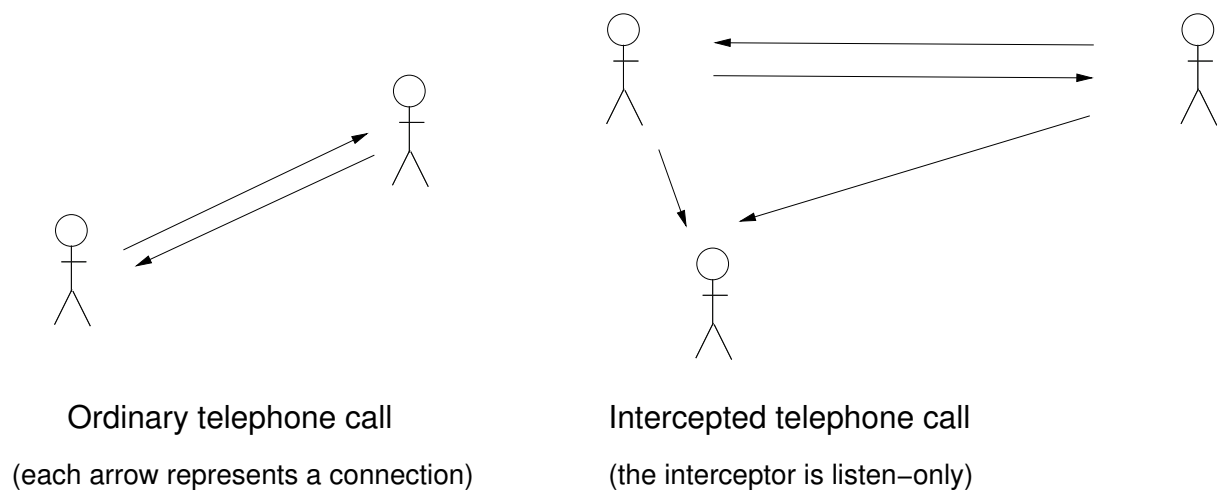 Ordinary telephone call
(each arrow represents a connection)
Intercepted telephone call
(the interceptor is listen−only)